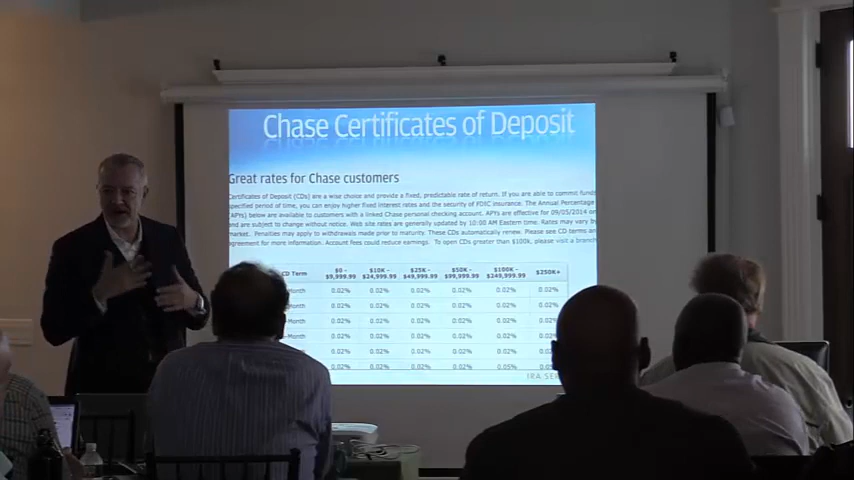 Chase Certificates of Deposit
Great rates for Chase customers
Certificates of Deposit (CDs) are a wise choice and provide a fixed, predictable rate of return. If you are able to commit funds
specified period of time, you can enjoy higher fixed interest rates and the security of FDIC insurance. The Annual Percentage
(APYs) below are available to customers with a linked Chase personal checking account. APYs are effective for 09/05/2014 
and are subject to change without notice. Web site rates are generally updated by 10:00 AM Eastern time. Rates may vary by
market. Penalties may apply to withdrawals made prior to maturity. These CDs automatically renew. Please see CD terms
agreement for more information. Account fees could reduce earnings. To open CDs greater than $100k, please visit a branch
CD Term $0- $9,999.99 $10K- $24,999.99 $25K- $49,999.99 $50K- $99,999.99 $100K- $249,999.99 $250K+
Month 0.02% 0.02% 0.02% 0.02% 0.02% 0.02%
Month 0.02% 0.02% 0.02% 0.02% 0.02% 0.02%
Month 0.02% 0.02% 0.02% 0.02% 0.02%
Month 0.02% 0.02% 0.02% 0.02% 0.02%
0.02% 0.02% 0.02% 0.02% 0.02%
0.02% 0.02% 0.02% 0.02% 0.05%
IRA